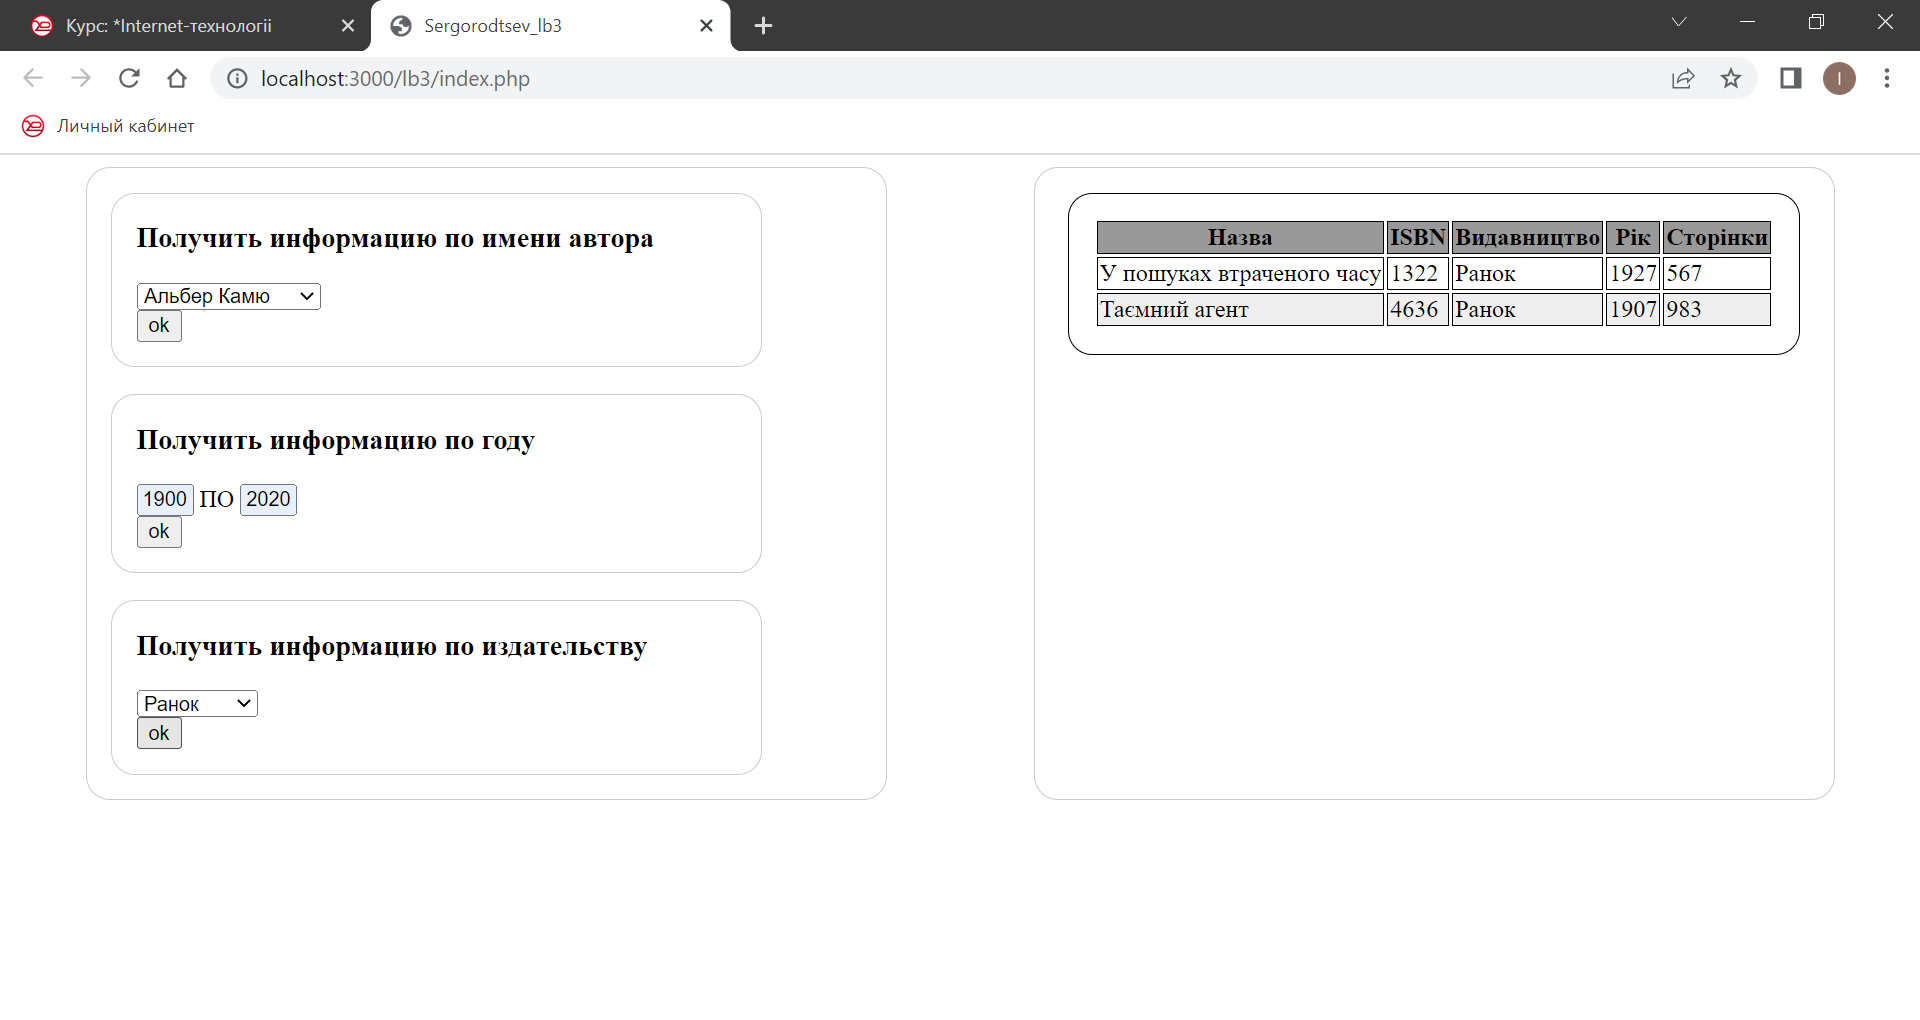 Курс: *Internet-технологіі
Sergorodtsev_lb3
localhost:3000/lb3/index.php
I
Личный кабинет
Получить информацию по имени автора
Альбер Камю
ok
Получить информацию по году
1900 ПО 2020
ok
Получить информацию по издательству
Ранок
ok
Назва ISBN Видавництво Рік Сторінки
У пошуках втраченого часу 1322 Ранок 1927 567
Таємний агент 4636 Ранок 1907 983